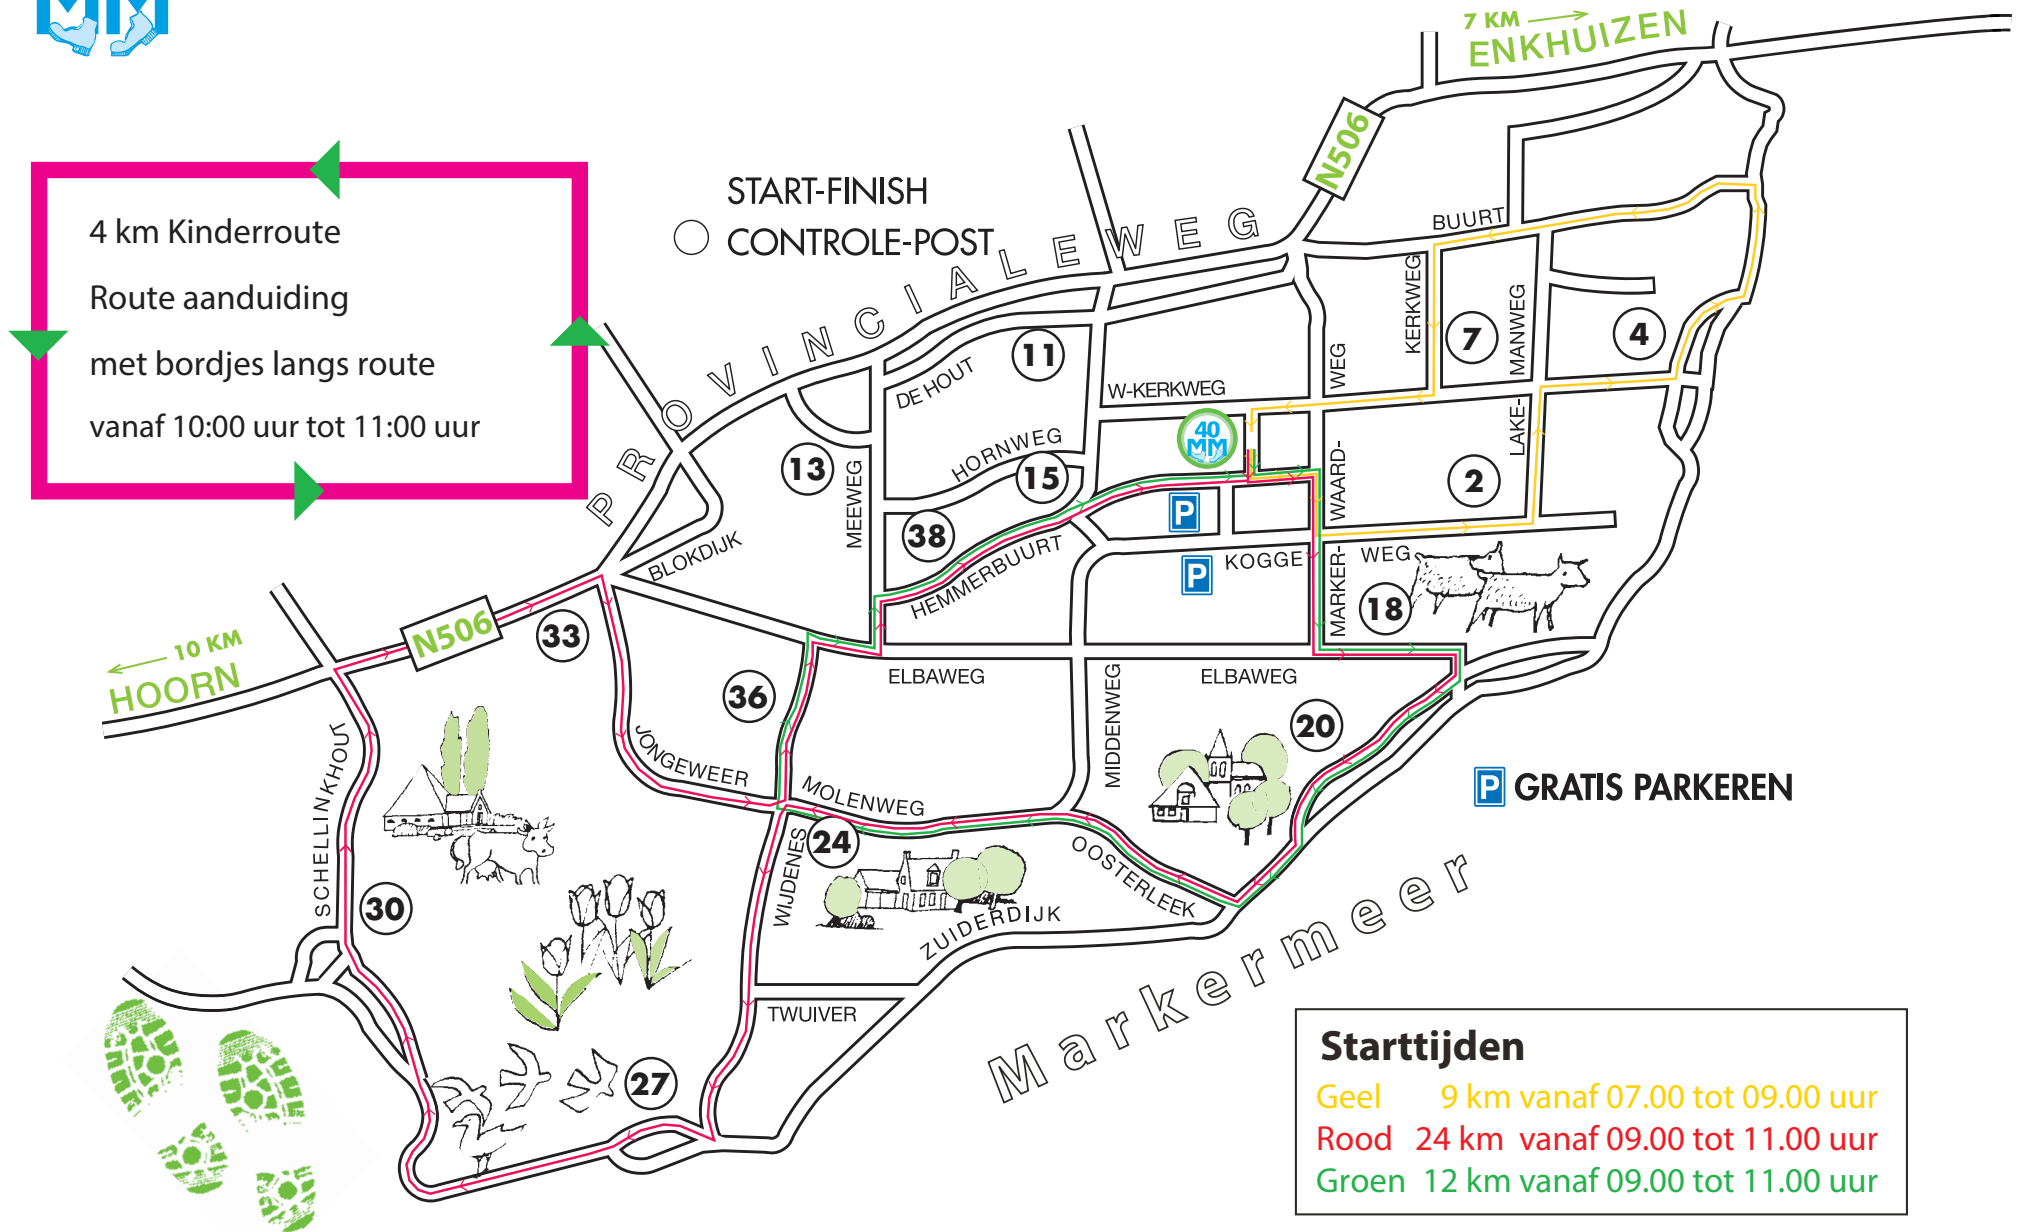 MM
7 KM
ENKHUIZEN
N506
START-FINISH
CONTROLE-POST
4 km Kinderroute
Route aanduiding
met bordjes langs route
vanaf 10:00 uur tot 11:00 uur
PROVINCIALEWEG
BUURT
KERKWEG
MANWEG
LAKE-
7
4
11
DE HOUT
W-KERKWEG
WEG
WAARD-
MARKER-
40
MM
HORNWEG
13
15
2
MEEWEG
38
P
BLOKDIJK
HEMMERBUURT
P
KOGGE
WEG
18
10 KM
HOORN
N506
33
36
ELBAWEG
ELBAWEG
MIDDENWEG
20
SCHELLINKHOUT
JONGEWEER
MOLENWEG
24
WIJDENES
OOSTERLEEK
P GRATIS PARKEREN
30
ZUIDERDIJK
Markermeer
TWUIVER
27
Starttijden
Geel 9 km vanaf 07.00 tot 09.00 uur
Rood 24 km vanaf 09.00 tot 11.00 uur
Groen 12 km vanaf 09.00 tot 11.00 uur